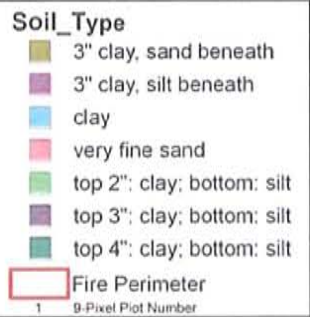 Soil_Type
3" clay, sand beneath
3" clay, silt beneath
clay
very fine sand
top 2": clay; bottom: silt
top 3": clay; bottom: silt
top 4": clay; bottom: silt
Fire Perimeter
1 9-Pixel Plot Number